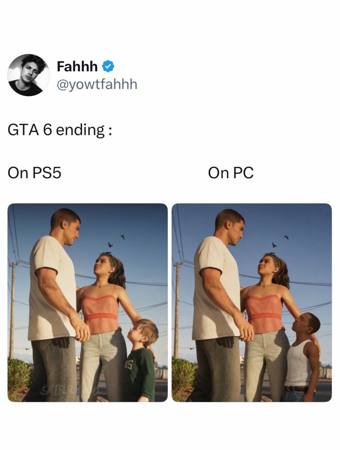 Fahhh
@yowtfahhh
GTA 6 ending :
On PS5
On PC